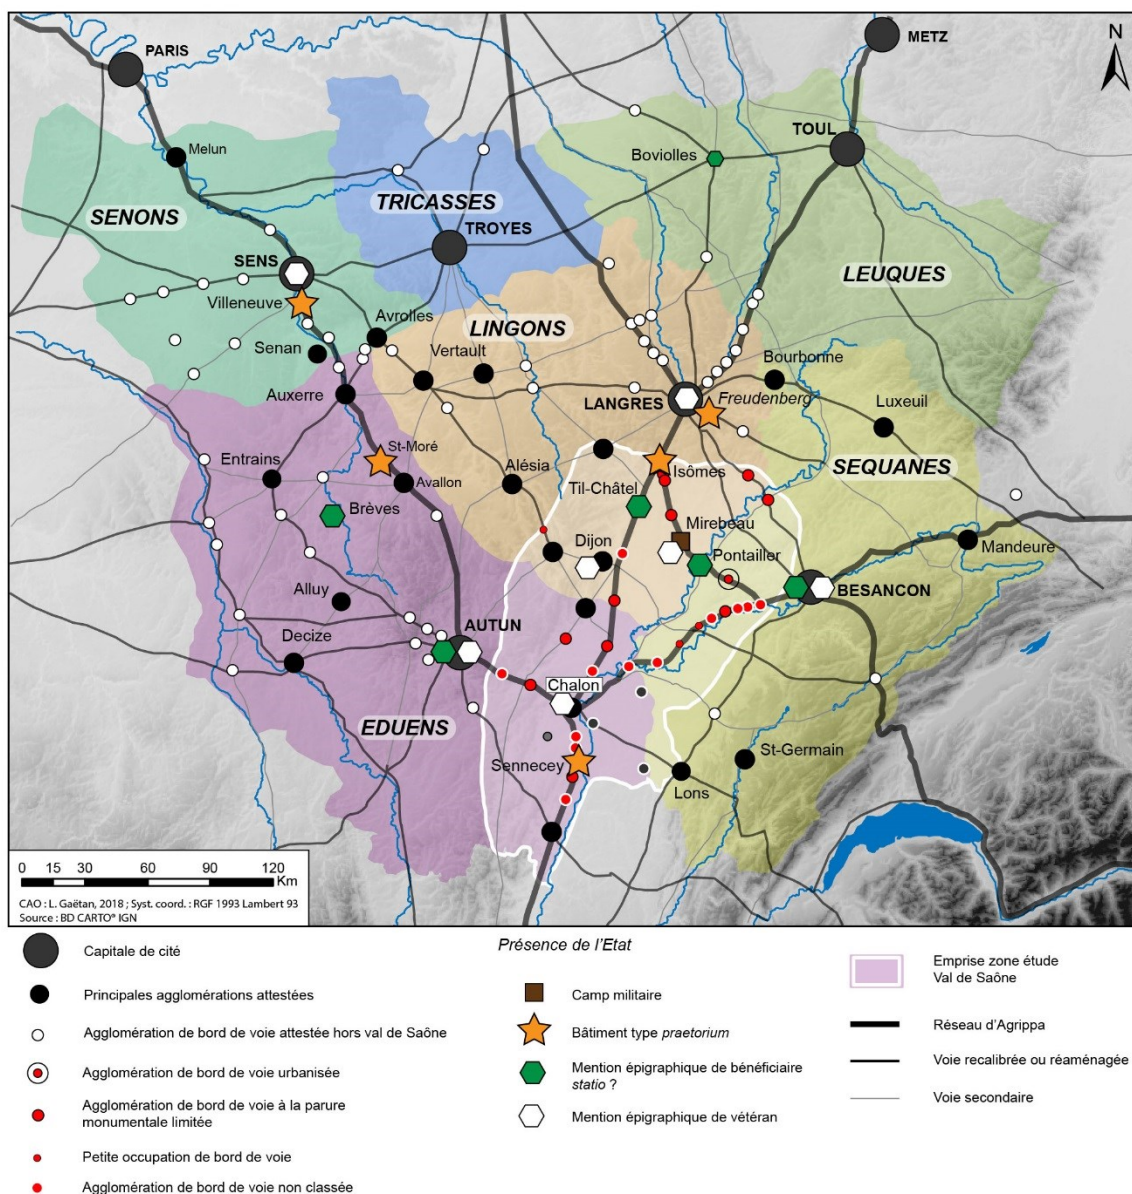 PARIS
METZ
N
Melun
TOUL
Boviolles
SENONS
TRICASSES
TROYES
SENS
LEUQUES
Villeneuve
Avrolles
LINGONS
Senan
Vertault
Bourbonne
Auxerre
LANGRES
Freudenberg
Luxeuil
St-Moré
Entrains
Avallon
Alésia
Isômes
SEQUANES
Til-Châtel
Brèves
Mirebeau
Dijon
Pontailler
Mandeure
Alluy
BESANCON
Decize
AUTUN
Chalon
EDUENS
Sennecey
St-Germain
Lons
0 15 30 60 90 120
Km
CAO : L. Gaëtan, 2018 ; Syst. coord. : RGF 1993 Lambert 93
Source : BD CARTO® IGN
Capitale de cité
Principales agglomérations attestées
Agglomération de bord de voie attestée hors val de Saône
Agglomération de bord de voie urbanisée
Agglomération de bord de voie à la parure
monumentale limitée
Petite occupation de bord de voie
Agglomération de bord de voie non classée
Présence de l'Etat
Camp militaire
Bâtiment type praetorium
Mention épigraphique de bénéficiaire
statio ?
Mention épigraphique de vétéran
Emprise zone étude
Val de Saône
Réseau d'Agrippa
Voie recalibrée ou réaménagée
Voie secondaire